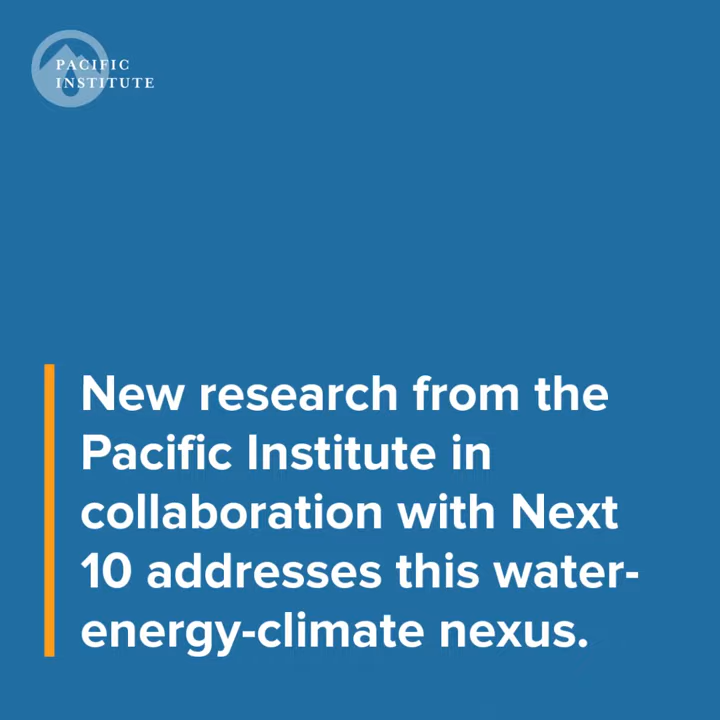 PACIFIC
INSTITUTE
New research from the
Pacific Institute in
collaboration with Next
10 addresses this water-
energy-climate nexus.